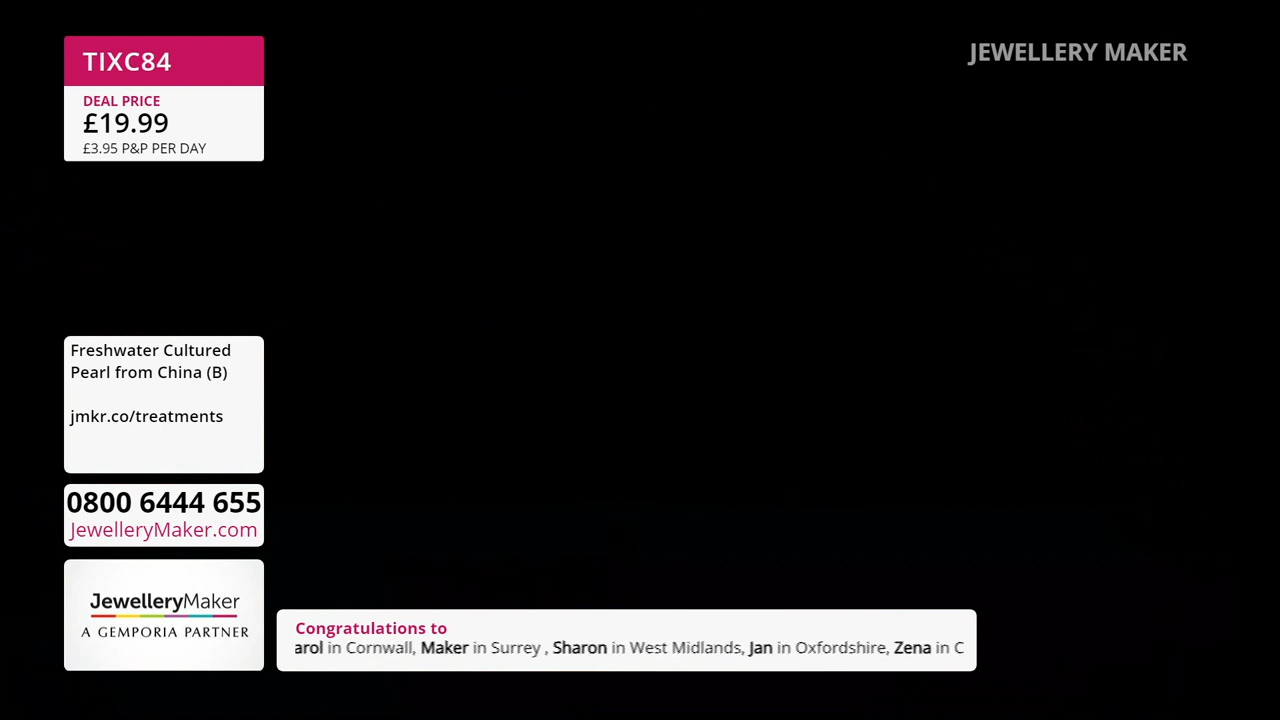 TIXC84
DEAL PRICE
£19.99
£3.95 P&P PER DAY
JEWELLERY MAKER
Freshwater Cultured
Pearl from China (B)
jmkr.co/treatments
0800 6444 655
JewelleryMaker.com
JewelleryMaker
A GEMPORIA PARTNER
Congratulations to
arol in Cornwall, Maker in Surrey , Sharon in West Midlands, Jan in Oxfordshire, Zena in C